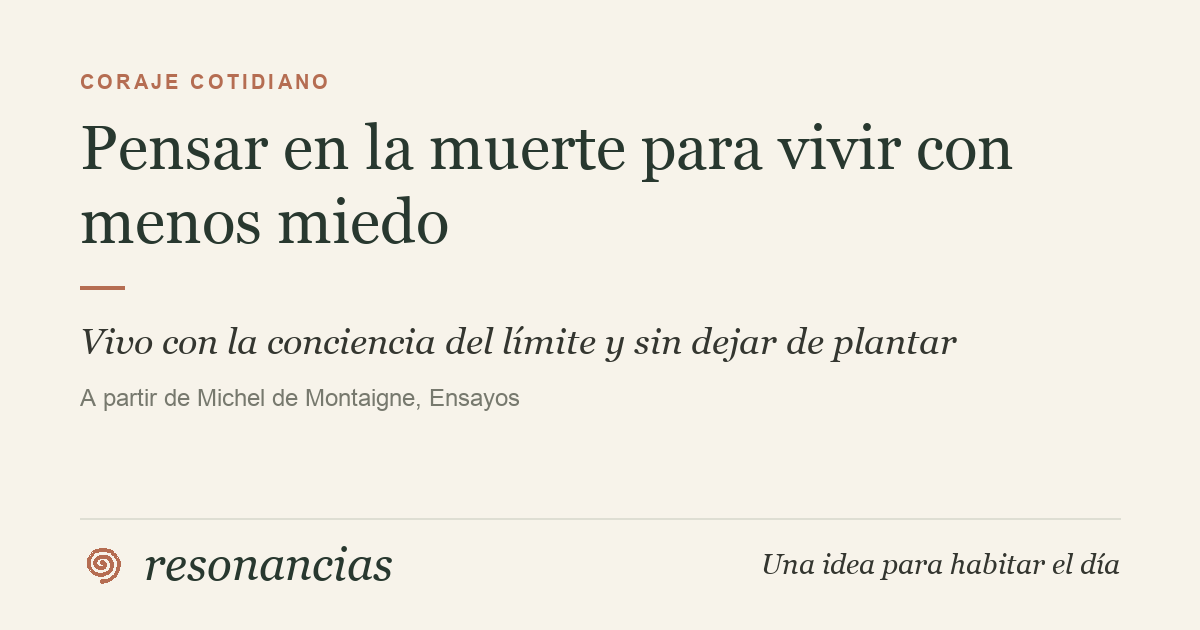 CORAJE COTIDIANO
Pensar en la muerte para vivir con
menos miedo
Vivo con la conciencia del límite y sin dejar de plantar
A partir de Michel de Montaigne, Ensayos
resonancias
Una idea para habitar el día